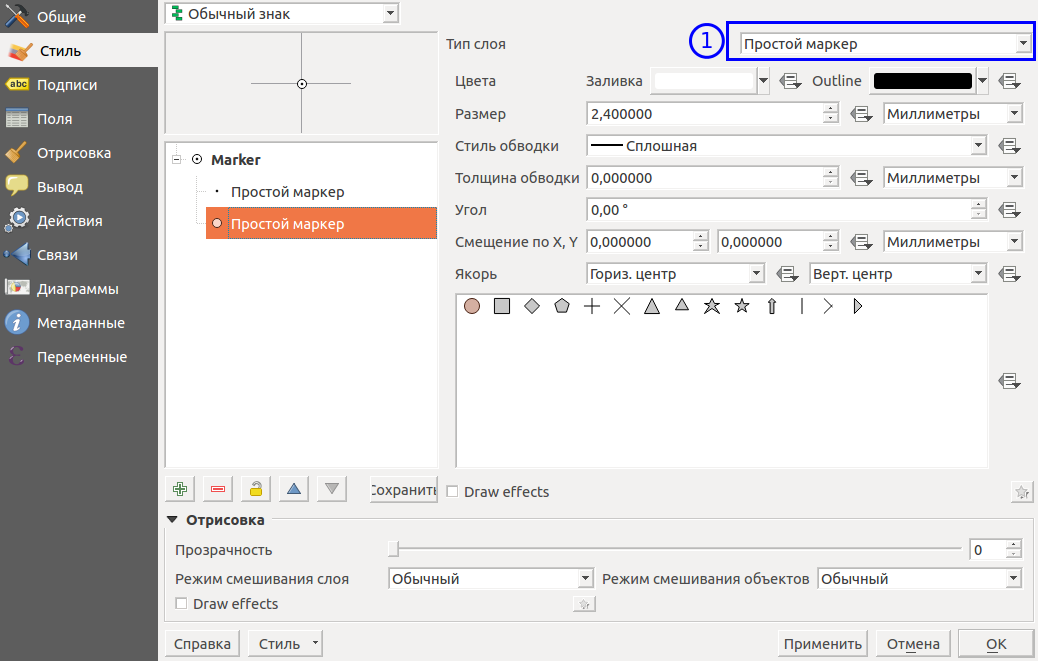 Общие
Стиль
abc Подписи
Поля
Отрисовка
Вывод
Действия
Связи
Диаграммы
Метаданные
Переменные
Обычный знак
Marker
Простой маркер
Простой маркер
Сохранить
Тип слоя 1 Простой маркер
Цвета Заливка Outline
Размер 2,400000 Миллиметры
Стиль обводки Сплошная
Толщина обводки 0,000000 Миллиметры
Угол 0,00 °
Смещение по X, Y 0,000000 0,000000 Миллиметры
Якорь Гориз. центр Верт. центр
Draw effects
Отрисовка
Прозрачность 0
Режим смешивания слоя Обычный Режим смешивания объектов Обычный
Draw effects
Справка Стиль Применить Отмена OK